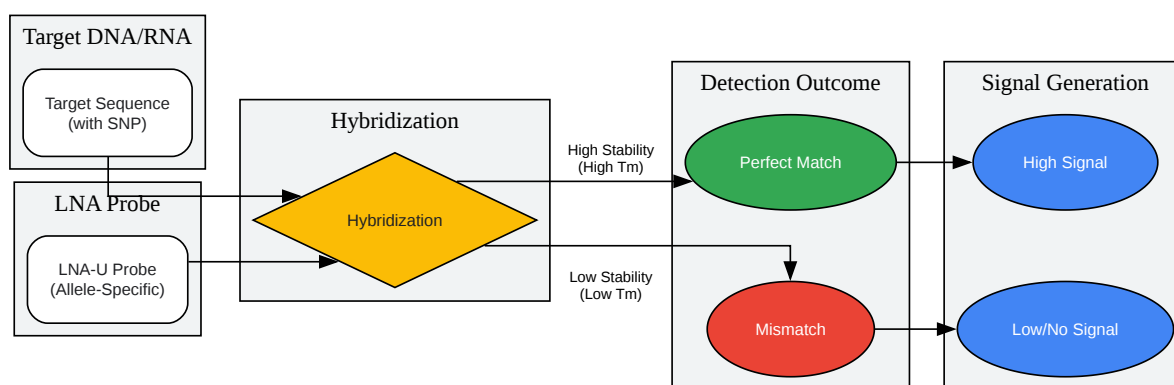 Target DNA/RNA
Target Sequence
(with SNP)
LNA Probe
LNA-U Probe
(Allele-Specific)
Hybridization
Hybridization
High Stability
(High Tm)
Low Stability
(Low Tm)
Detection Outcome
Perfect Match
Mismatch
Signal Generation
High Signal
Low/No Signal